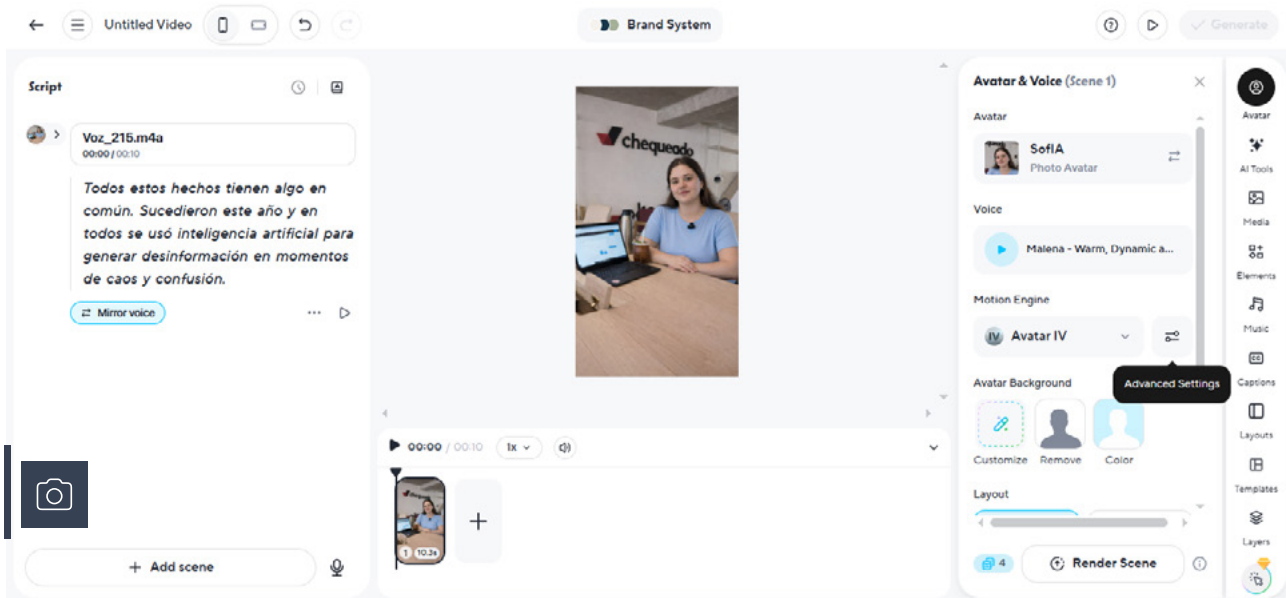 Untitled Video
Brand System
Generate
Script
Voz_215.m4a
00:00 / 00:10
Todos estos hechos tienen algo en
común. Sucedieron este año y en
todos se usó inteligencia artificial para
generar desinformación en momentos
de caos y confusión.
Mirror voice
+ Add scene
chequeado
00:00 / 00:10
1x
chequeado
1
10.3s
Avatar & Voice (Scene 1)
Avatar
SofIA
Photo Avatar
Voice
Malena - Warm, Dynamic a...
Motion Engine
IV
Avatar IV
Advanced Settings
Avatar Background
Customize
Remove
Color
Layout
4
Render Scene
Avatar
AI Tools
Media
Elements
Music
CC
Captions
Layouts
Templates
Layers